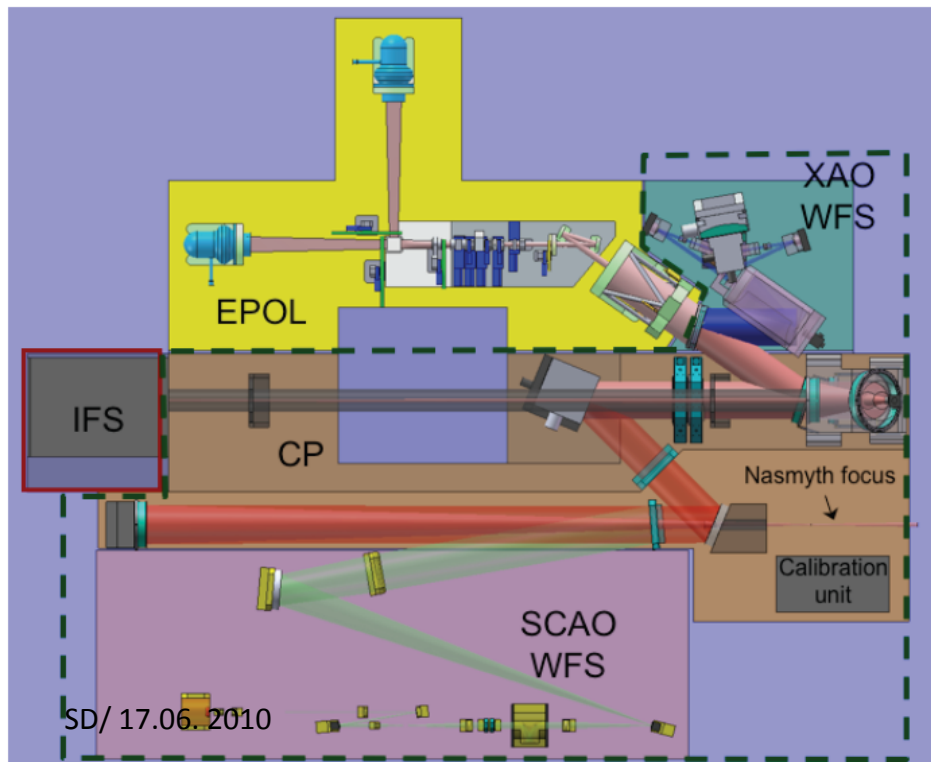 XAO
WFS
EPOL
IFS
CP
Nasmyth focus
Calibration
unit
SCAO
WFS
SD/ 17.06. 2010